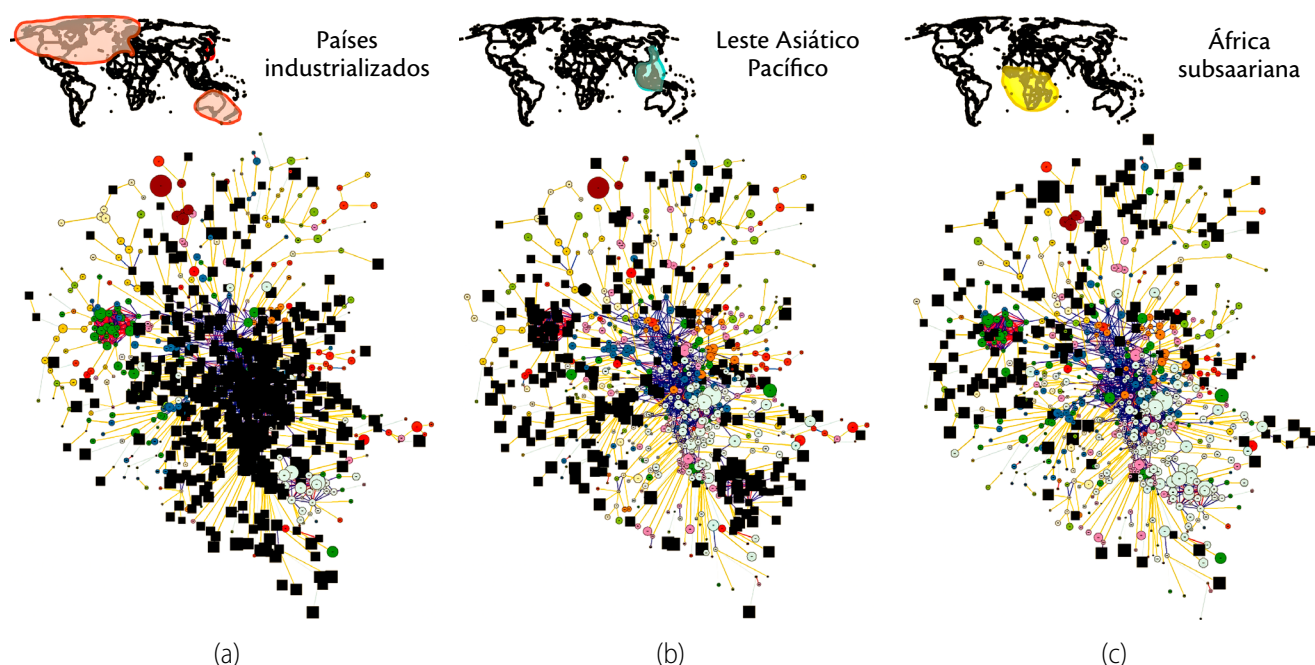 Países
industrializados
Leste Asiático
Pacífico
África
subsaariana
(a)
(b)
(c)